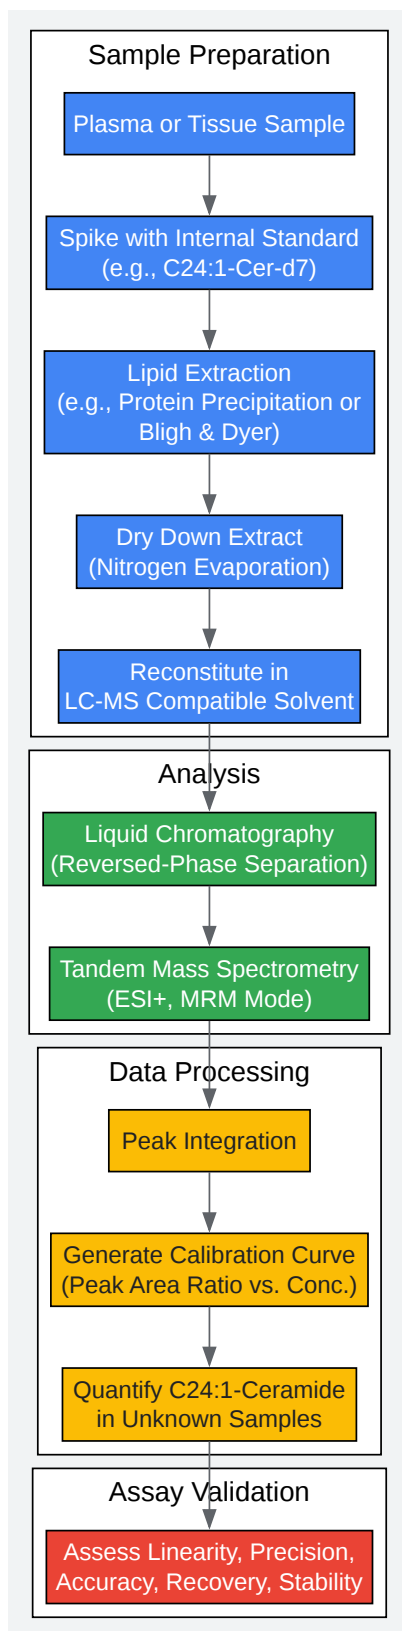 Sample Preparation
Plasma or Tissue Sample
Spike with Internal Standard
(e.g., C24:1-Cer-d7)
Lipid Extraction
(e.g., Protein Precipitation or
Bligh & Dyer)
Dry Down Extract
(Nitrogen Evaporation)
Reconstitute in
LC-MS Compatible Solvent
Analysis
Liquid Chromatography
(Reversed-Phase Separation)
Tandem Mass Spectrometry
(ESI+, MRM Mode)
Data Processing
Peak Integration
Generate Calibration Curve
(Peak Area Ratio vs. Conc.)
Quantify C24:1-Ceramide
in Unknown Samples
Assay Validation
Assess Linearity, Precision,
Accuracy, Recovery, Stability